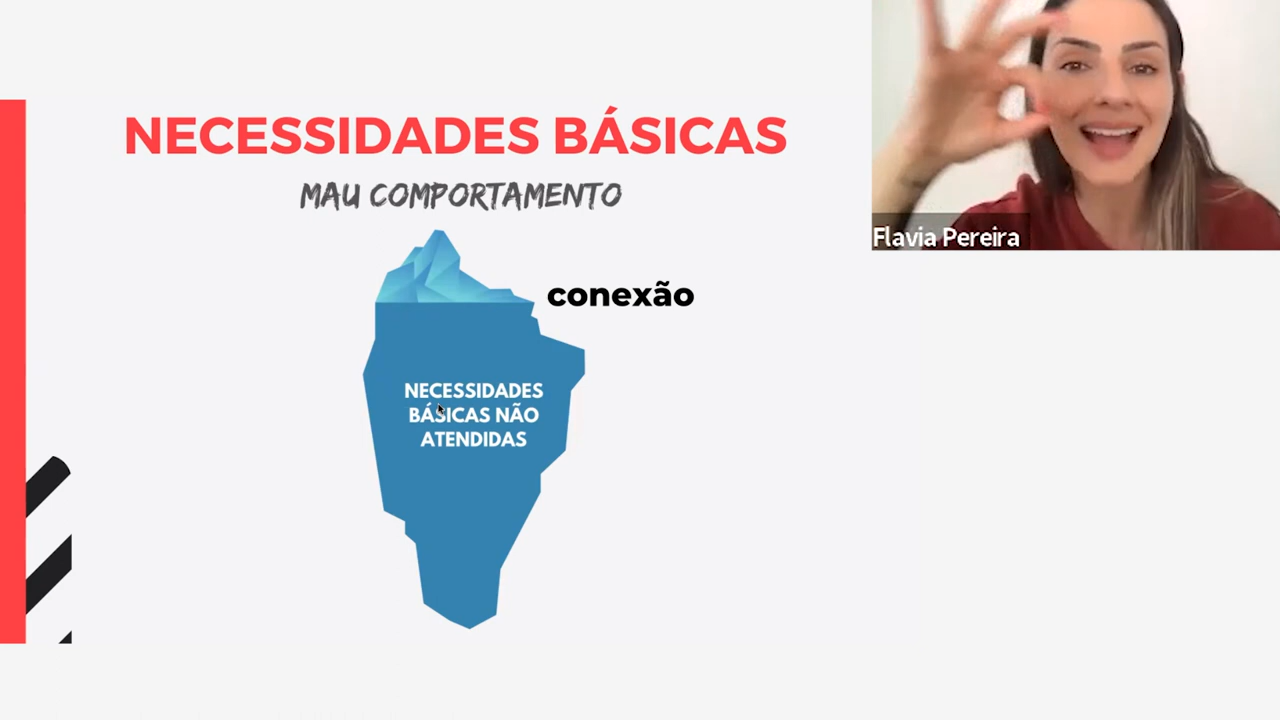 NECESSIDADES BÁSICAS
MAU COMPORTAMENTO
conexão
NECESSIDADES
BÁSICAS NÃO
ATENDIDAS
Flavia Pereira